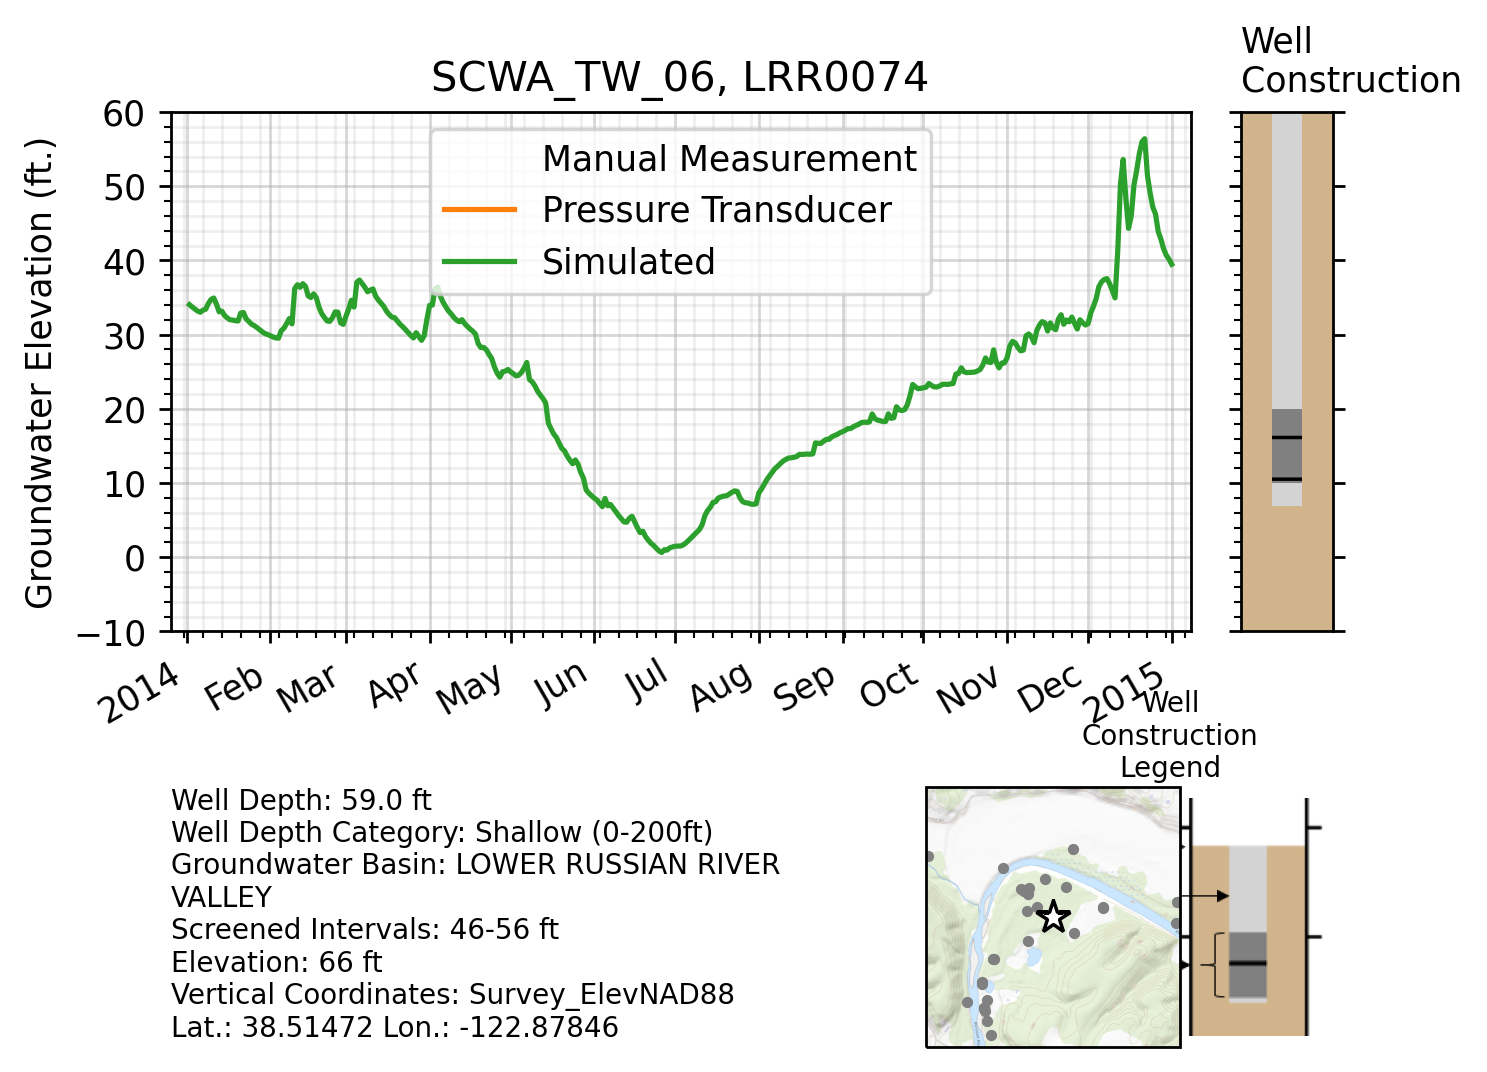 SCWA_TW_06, LRR0074
Well
Construction
Groundwater Elevation (ft.)
60
50
40
30
20
10
0
−10
Manual Measurement
Pressure Transducer
Simulated
2014
Feb
Mar
Apr
May
Jun
Jul
Aug
Sep
Oct
Nov
Dec
2015
Well
Construction
Legend
Well Depth: 59.0 ft
Well Depth Category: Shallow (0-200ft)
Groundwater Basin: LOWER RUSSIAN RIVER
VALLEY
Screened Intervals: 46-56 ft
Elevation: 66 ft
Vertical Coordinates: Survey_ElevNAD88
Lat.: 38.51472 Lon.: -122.87846